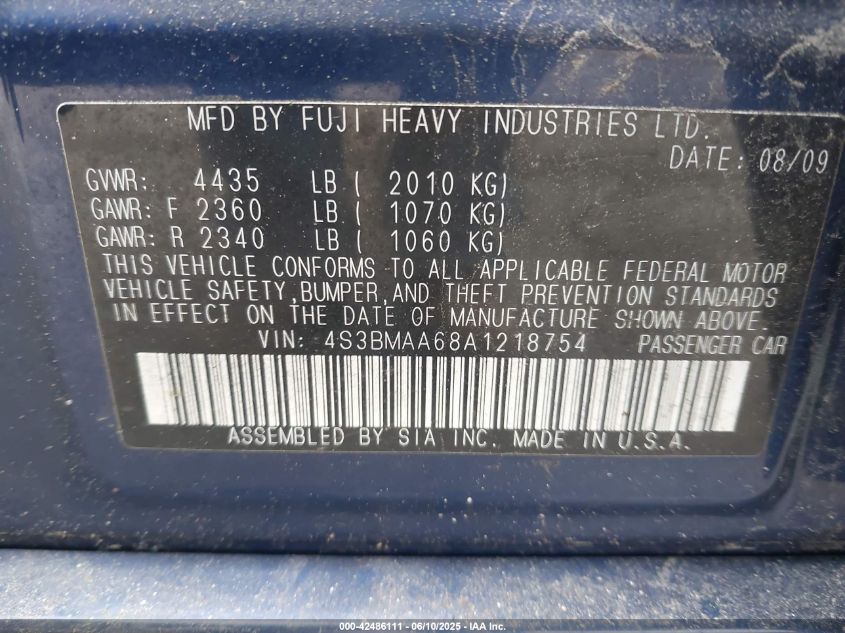 MFD BY FUJI HEAVY INDUSTRIES LTD.
DATE: 08/09
GVWR: 4435 LB ( 2010 KG)
GAWR: F 2360 LB ( 1070 KG)
GAWR: R 2340 LB ( 1060 KG)
THIS VEHICLE CONFORMS TO ALL APPLICABLE FEDERAL MOTOR
VEHICLE SAFETY,BUMPER,AND THEFT PREVENTION STANDARDS
IN EFFECT ON THE DATE OF MANUFACTURE SHOWN ABOVE.
VIN: 4S3BMAA68A1218754 PASSENGER CAR
ASSEMBLED BY SIA INC. MADE IN U.S.A.
000-42486111 - 06/10/2025 - IAA Inc.